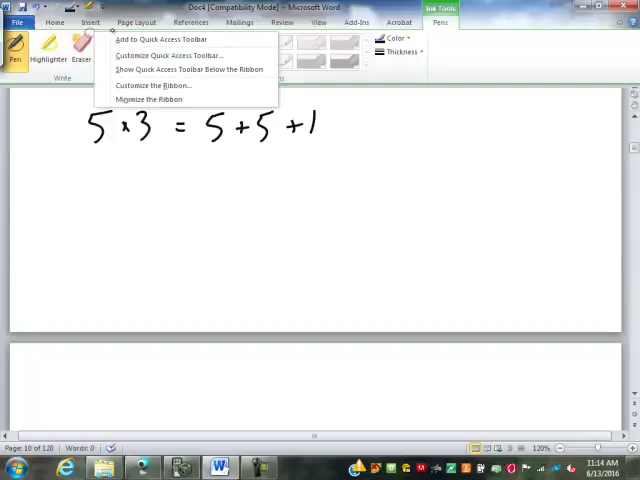 Doc4 [Compatibility Mode] - Microsoft Word
Ink Tools
File Home Insert Page Layout References Mailings Review View Add-Ins Acrobat Pens
Add to Quick Access Toolbar
Customize Quick Access Toolbar...
Show Quick Access Toolbar Below the Ribbon
Customize the Ribbon...
Minimize the Ribbon
Pen Highlighter Eraser
Color
Thickness
Write
Pens
5 × 3 = 5 + 5 + 1
Page: 10 of 120 Words: 0
120%
11:14 AM
6/13/2016